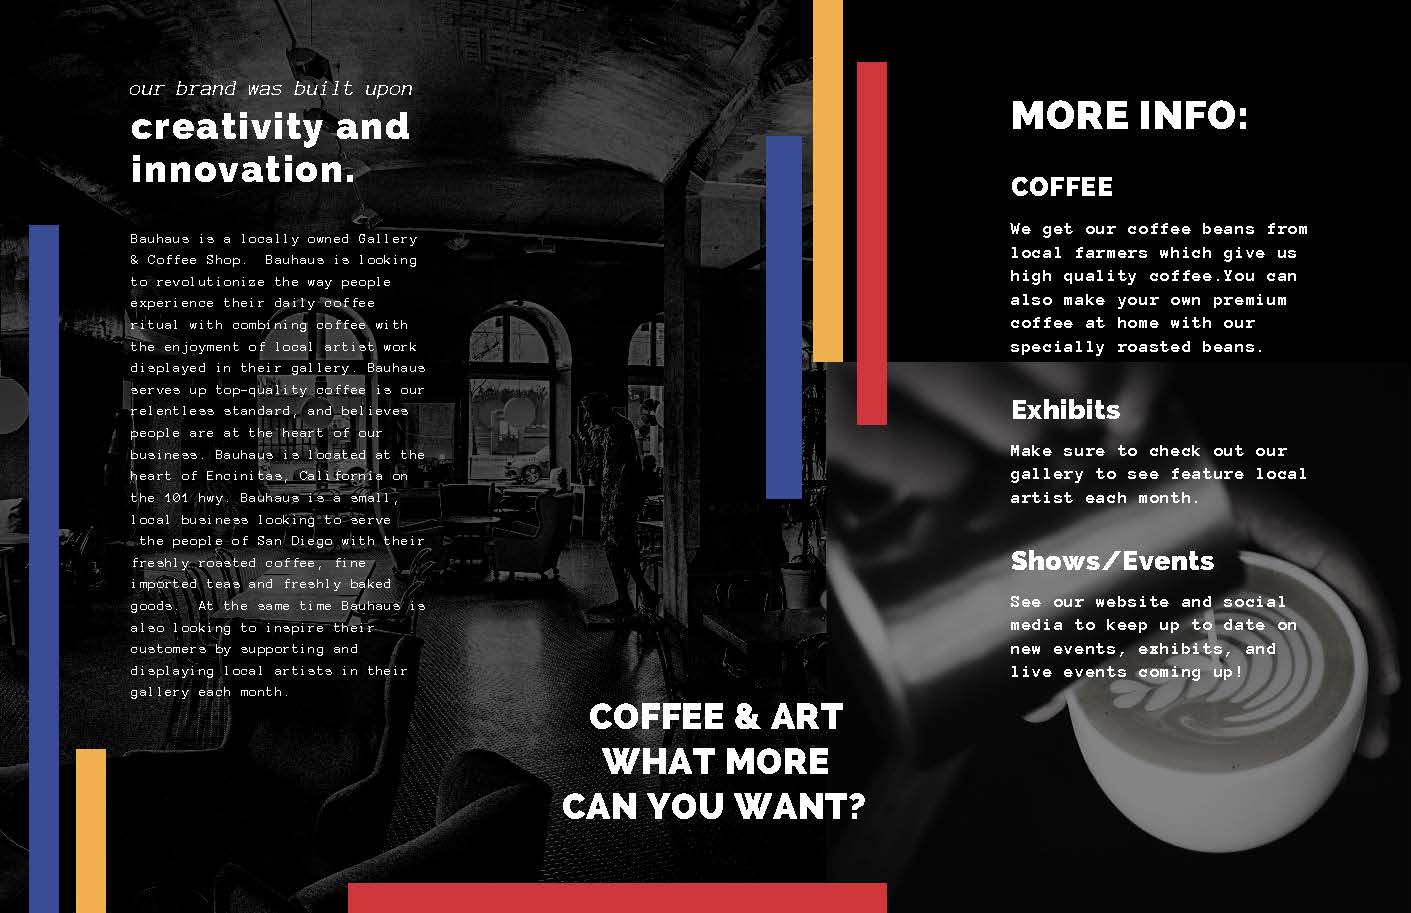 our brand was built upon
creativity and
innovation.
Bauhaus is a locally owned Gallery
& Coffee Shop.  Bauhaus is looking
to revolutionize the way people
experience their daily coffee
ritual with combining coffee with
the enjoyment of local artist work
displayed in their gallery. Bauhaus
serves up top-quality coffee is our
relentless standard, and believes
people are at the heart of our
business. Bauhaus is located at the
heart of Encinitas, California on
the 101 hwy. Bauhaus is a small,
local business looking to serve
the people of San Diego with their
freshly roasted coffee, fine
imported teas and freshly baked
goods.  At the same time Bauhaus is
also looking to inspire their
customers by supporting and
displaying local artists in their
gallery each month.
COFFEE & ART
WHAT MORE
CAN YOU WANT?
MORE INFO:
COFFEE
We get our coffee beans from
local farmers which give us
high quality coffee.You can
also make your own premium
coffee at home with our
specially roasted beans.
Exhibits
Make sure to check out our
gallery to see feature local
artist each month.
Shows/Events
See our website and social
media to keep up to date on
new events, exhibits, and
live events coming up!